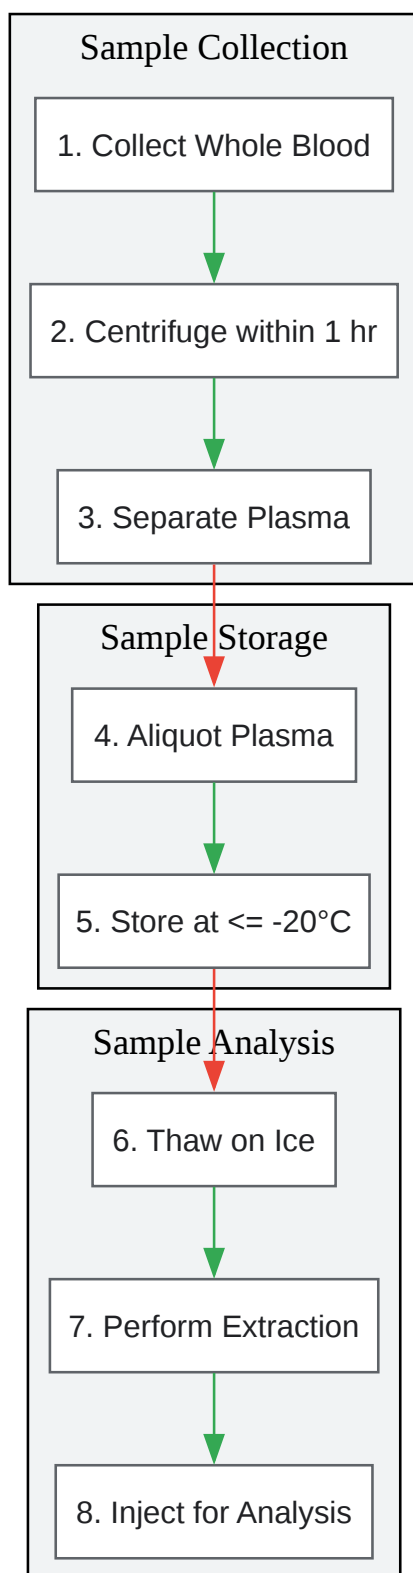 Sample Collection
1. Collect Whole Blood
2. Centrifuge within 1 hr
3. Separate Plasma
Sample Storage
4. Aliquot Plasma
5. Store at <= -20°C
Sample Analysis
6. Thaw on Ice
7. Perform Extraction
8. Inject for Analysis